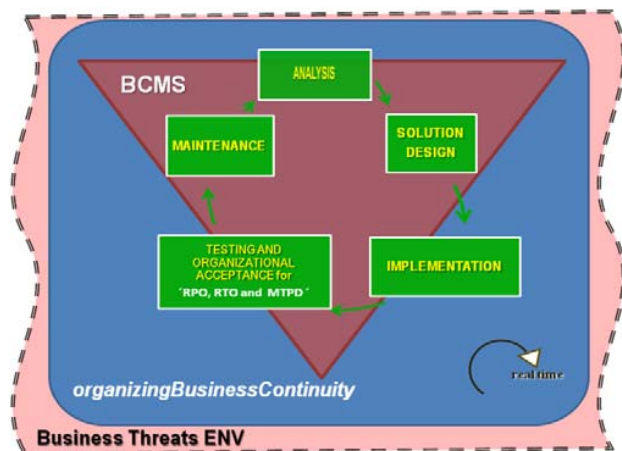 ANALYSIS
BCMS
MAINTENANCE
SOLUTION
DESIGN
TESTING AND
ORGANIZATIONAL
ACCEPTANCE for
´RPO, RTO and MTPD´
IMPLEMENTATION
real time
organizingBusinessContinuity
Business Threats ENV